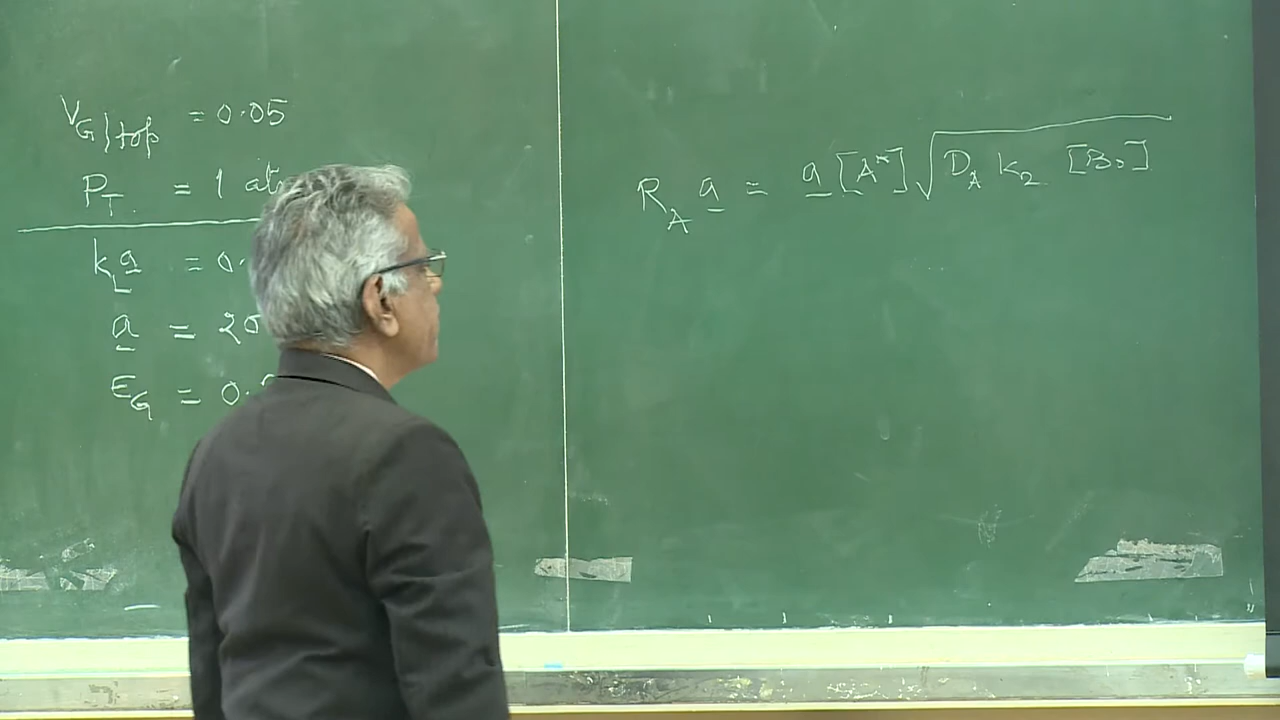 V_G|top = 0.05
P_T = 1 at
k_L a = 0.
a = 20
E_G = 0.
R_A a = a [A*] √(D_A k_2 [B_0])